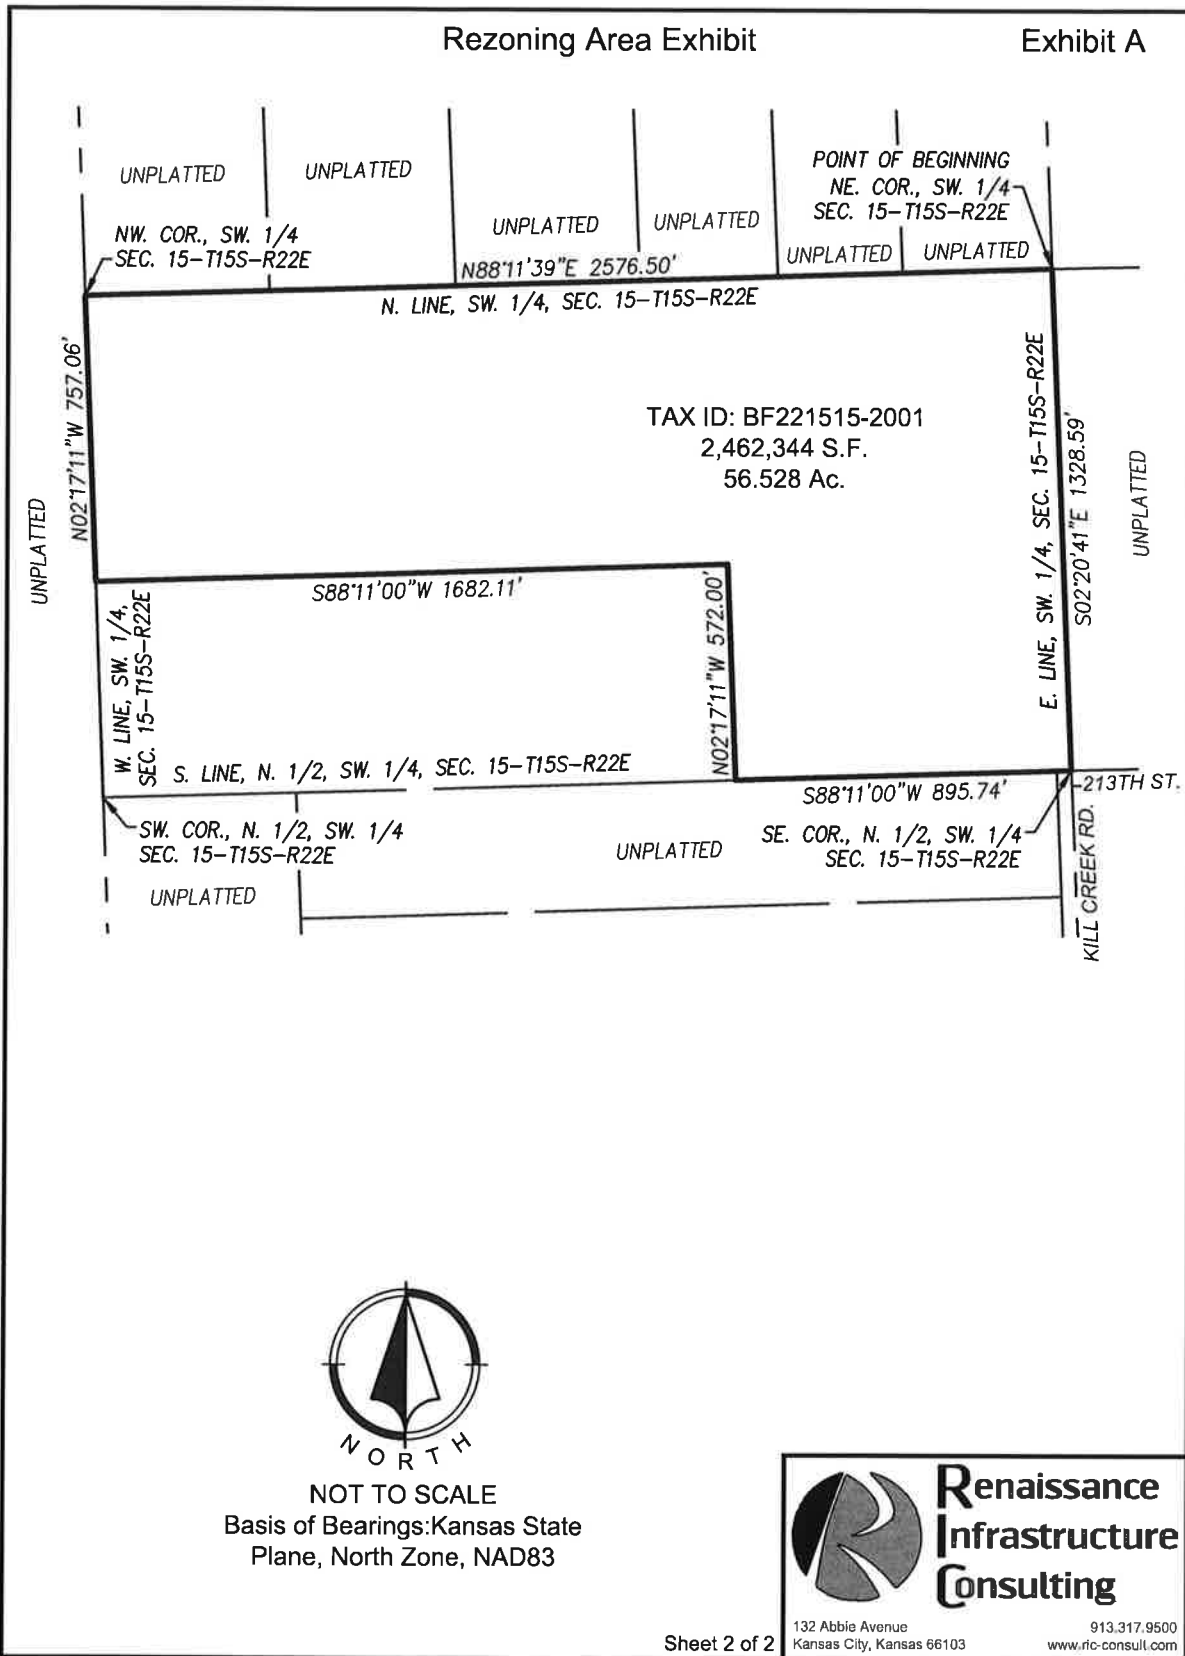 Rezoning Area Exhibit
Exhibit A
UNPLATTED
UNPLATTED
UNPLATTED
UNPLATTED
UNPLATTED
UNPLATTED
POINT OF BEGINNING
NE. COR., SW. 1/4
SEC. 15-T15S-R22E
NW. COR., SW. 1/4
SEC. 15-T15S-R22E
N88°11'39"E 2576.50'
N. LINE, SW. 1/4, SEC. 15-T15S-R22E
N02°17'11"W 757.06'
UNPLATTED
TAX ID: BF221515-2001
2,462,344 S.F.
56.528 Ac.
E. LINE, SW. 1/4, SEC. 15-T15S-R22E
S02°20'41"E 1328.59'
UNPLATTED
S88°11'00"W 1682.11'
W. LINE, SW. 1/4,
SEC. 15-T15S-R22E
N02°17'11"W 572.00'
S. LINE, N. 1/2, SW. 1/4, SEC. 15-T15S-R22E
S88°11'00"W 895.74'
213TH ST.
SW. COR., N. 1/2, SW. 1/4
SEC. 15-T15S-R22E
UNPLATTED
SE. COR., N. 1/2, SW. 1/4
SEC. 15-T15S-R22E
KILL CREEK RD.
UNPLATTED
NORTH
NOT TO SCALE
Basis of Bearings:Kansas State
Plane, North Zone, NAD83
Renaissance
Infrastructure
Consulting
132 Abbie Avenue
Kansas City, Kansas 66103
913.317.9500
www.ric-consult.com
Sheet 2 of 2